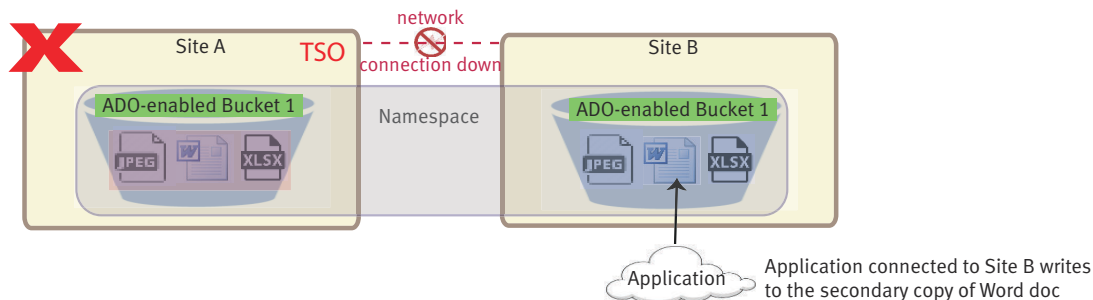 network
Site A
TSO
Site B
connection down
ADO-enabled Bucket 1
Namespace
ADO-enabled Bucket 1
JPEG
W
XLSX
JPEG
W
XLSX
Application
Application connected to Site B writes
to the secondary copy of Word doc